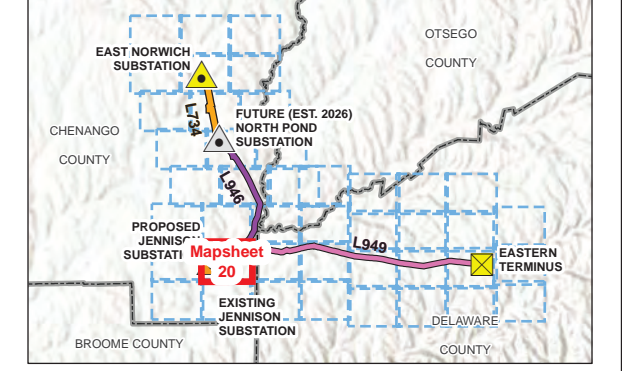 OTSEGO
COUNTY
EAST NORWICH
SUBSTATION
L734
FUTURE (EST. 2026)
NORTH POND
SUBSTATION
CHENANGO
COUNTY
L946
PROPOSED
JENNISON
SUBSTATI
Mapsheet
20
L949
EASTERN
TERMINUS
EXISTING
JENNISON
SUBSTATION
DELAWARE
COUNTY
BROOME COUNTY